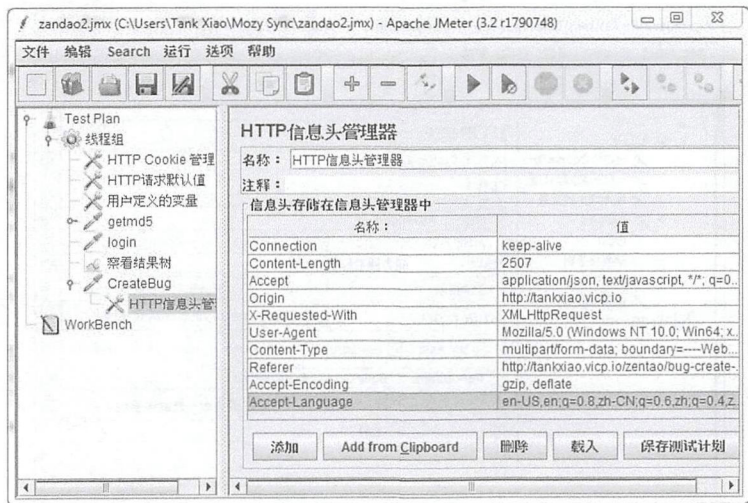 zandao2.jmx (C:\Users\Tank Xiao\Mozy Sync\zandao2.jmx) - Apache JMeter (3.2 r1790748)
文件 编辑 Search 运行 选项 帮助
Test Plan
线程组
HTTP Cookie 管理
HTTP请求默认值
用户定义的变量
getmd5
login
察看结果树
CreateBug
HTTP信息头管
WorkBench
HTTP信息头管理器
名称： HTTP信息头管理器
注释：
信息头存储在信息头管理器中
名称： 值
Connection keep-alive
Content-Length 2507
Accept application/json, text/javascript, */*; q=0...
Origin http://tankxiao.vicp.io
X-Requested-With XMLHttpRequest
User-Agent Mozilla/5.0 (Windows NT 10.0; Win64; x...
Content-Type multipart/form-data; boundary=----Web...
Referer http://tankxiao.vicp.io/zentao/bug-create-...
Accept-Encoding gzip, deflate
Accept-Language en-US,en;q=0.8,zh-CN;q=0.6,zh;q=0.4,z...
添加 Add from Clipboard 删除 载入 保存测试计划